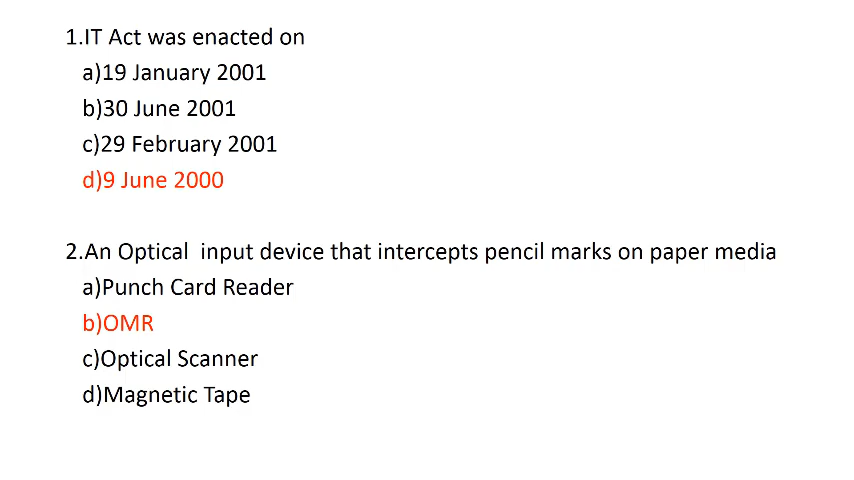 1.IT Act was enacted on
a)19 January 2001
b)30 June 2001
c)29 February 2001
d)9 June 2000
2.An Optical  input device that intercepts pencil marks on paper media
a)Punch Card Reader
b)OMR
c)Optical Scanner
d)Magnetic Tape